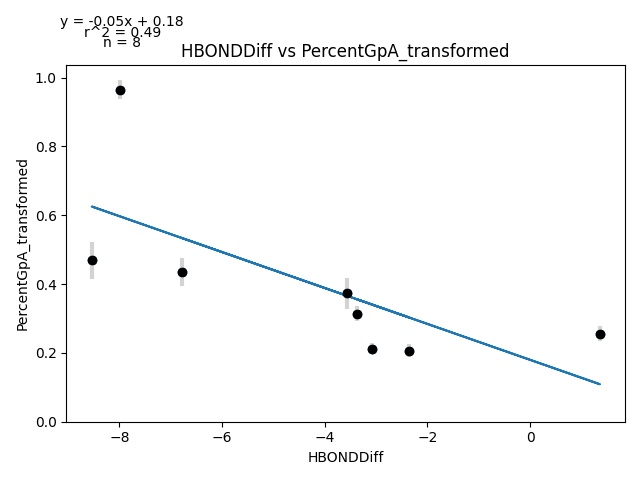 y = -0.05x + 0.18
r^2 = 0.49
n = 8
HBONDDiff vs PercentGpA_transformed
PercentGpA_transformed
1.0
0.8
0.6
0.4
0.2
0.0
−8
−6
−4
−2
0
HBONDDiff